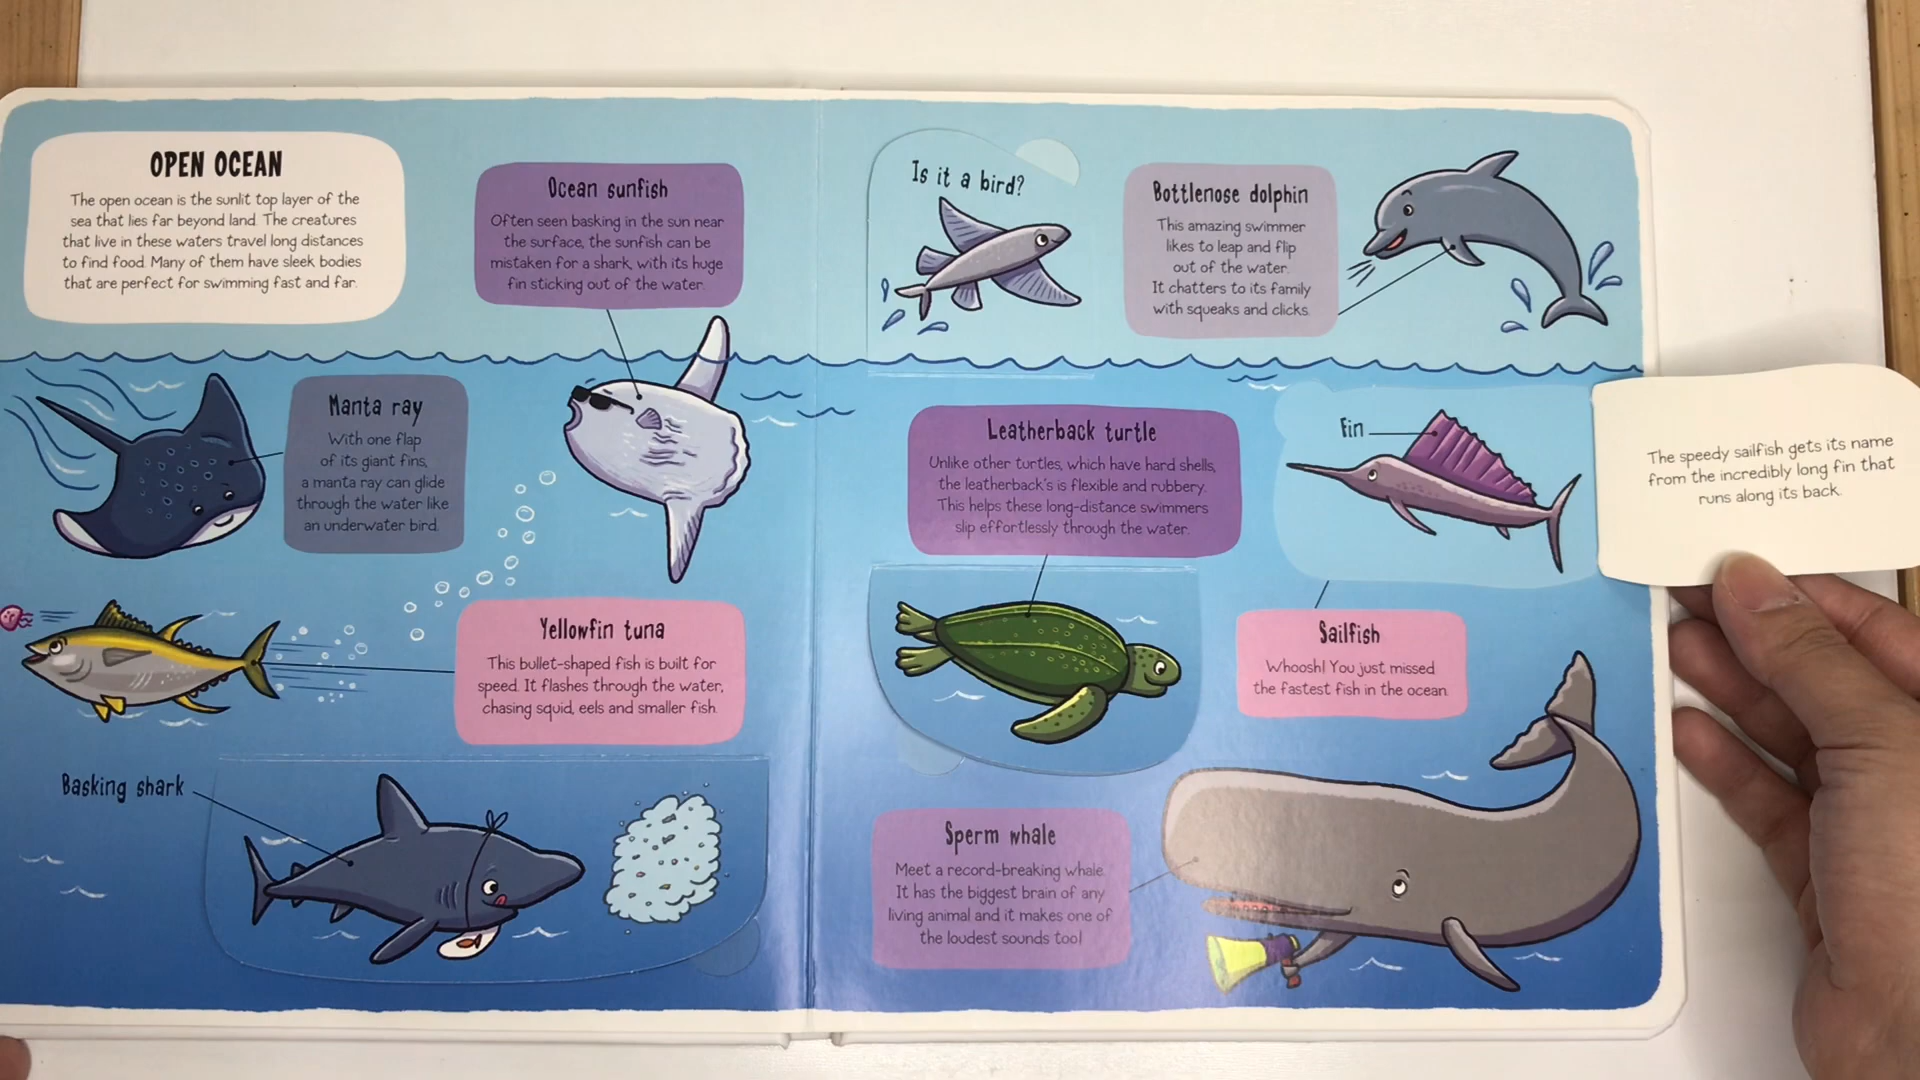 OPEN OCEAN
The open ocean is the sunlit top layer of the
sea that lies far beyond land. The creatures
that live in these waters travel long distances
to find food. Many of them have sleek bodies
that are perfect for swimming fast and far.
Ocean sunfish
Often seen basking in the sun near
the surface, the sunfish can be
mistaken for a shark, with its huge
fin sticking out of the water.
Manta ray
With one flap
of its giant fins,
a manta ray can glide
through the water like
an underwater bird.
Yellowfin tuna
This bullet-shaped fish is built for
speed. It flashes through the water,
chasing squid, eels and smaller fish.
Basking shark
Is it a bird?
Bottlenose dolphin
This amazing swimmer
likes to leap and flip
out of the water.
It chatters to its family
with squeaks and clicks.
Leatherback turtle
Unlike other turtles, which have hard shells,
the leatherback's is flexible and rubbery.
This helps these long-distance swimmers
slip effortlessly through the water.
Fin
The speedy sailfish gets its name
from the incredibly long fin that
runs along its back.
Sailfish
Whoosh! You just missed
the fastest fish in the ocean.
Sperm whale
Meet a record-breaking whale.
It has the biggest brain of any
living animal and it makes one of
the loudest sounds too!